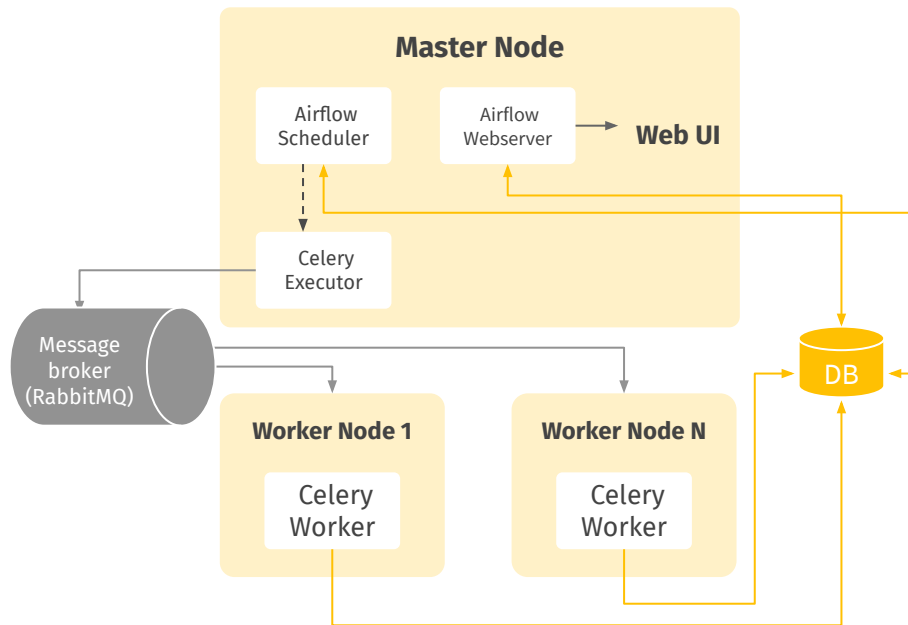 Master Node
Airflow
Scheduler
Airflow
Webserver
Web UI
Celery
Executor
Message
broker
(RabbitMQ)
DB
Worker Node 1
Celery
Worker
Worker Node N
Celery
Worker